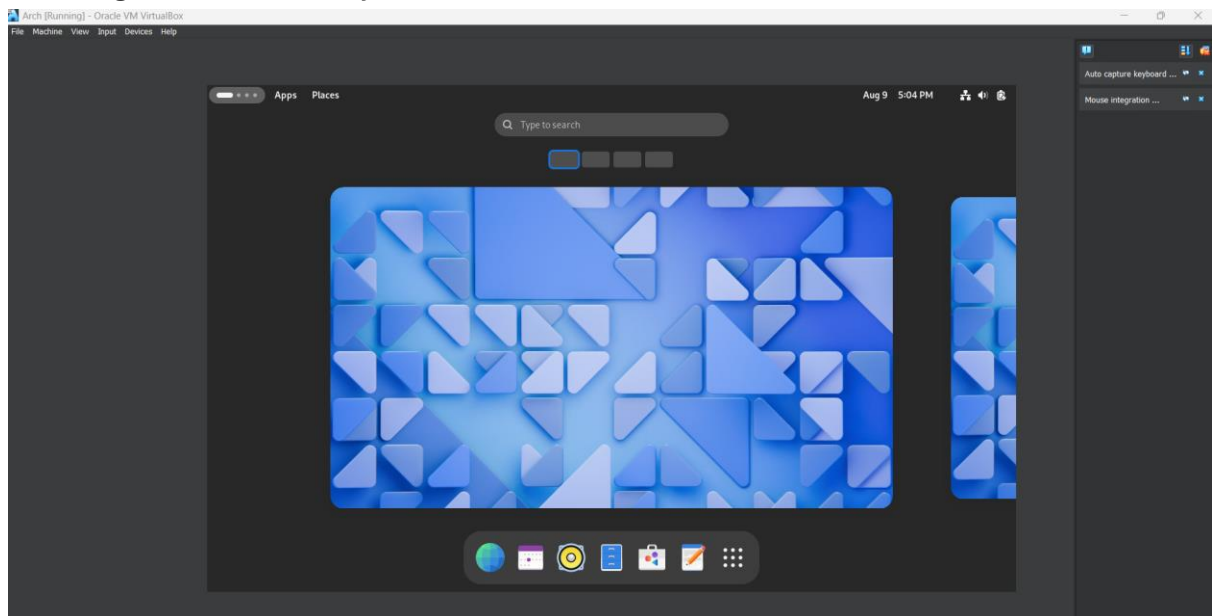 Arch [Running] - Oracle VM VirtualBox
File Machine View Input Devices Help
Auto capture keyboard ...
Mouse integration ...
Apps Places Aug 9 5:04 PM
Type to search